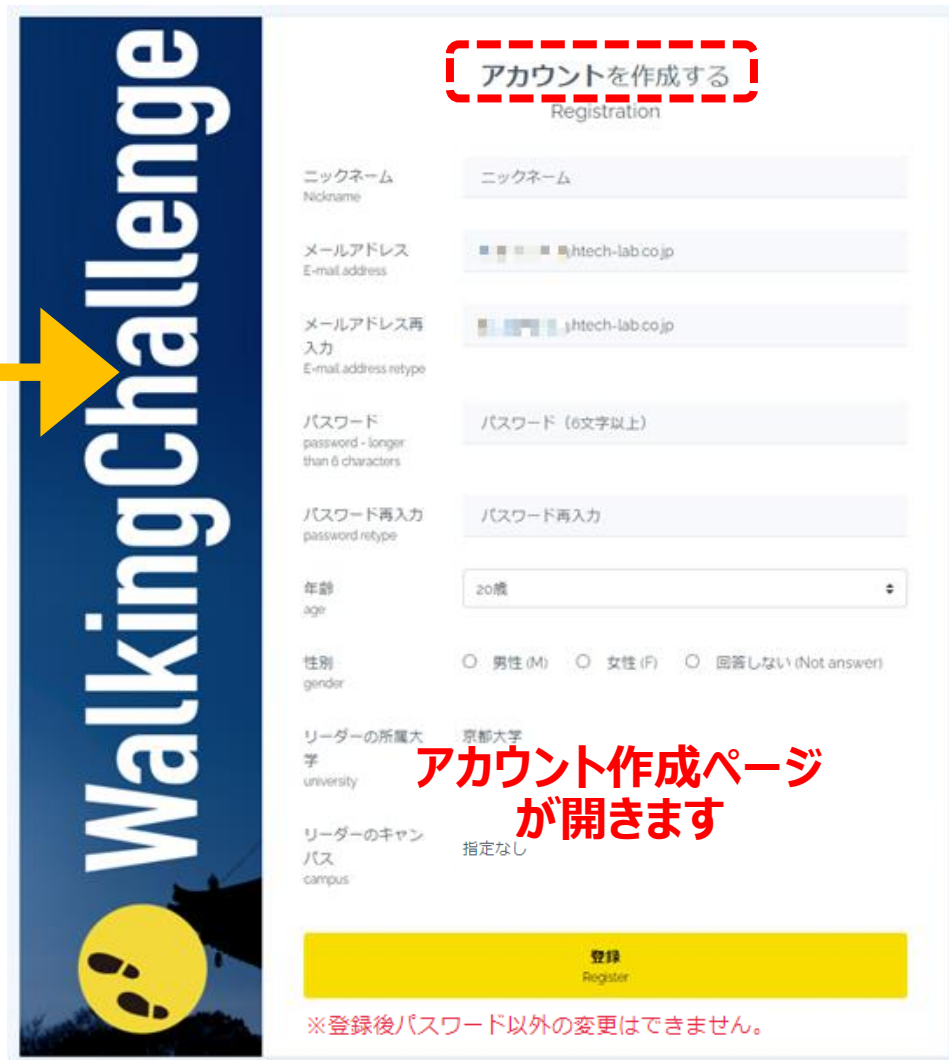 WalkingChallenge
アカウントを作成する
Registration
ニックネーム
Nickname
ニックネーム
メールアドレス
E-mail address
htech-lab.co.jp
メールアドレス再
入力
E-mail address retype
htech-lab.co.jp
パスワード
password - longer
than 6 characters
パスワード（6文字以上）
パスワード再入力
password retype
パスワード再入力
年齢
age
20歳
性別
gender
男性 (M) 女性 (F) 回答しない (Not answer)
リーダーの所属大
学
university
京都大学
アカウント作成ページ
が開きます
リーダーのキャン
パス
campus
指定なし
登録
Register
※登録後パスワード以外の変更はできません。